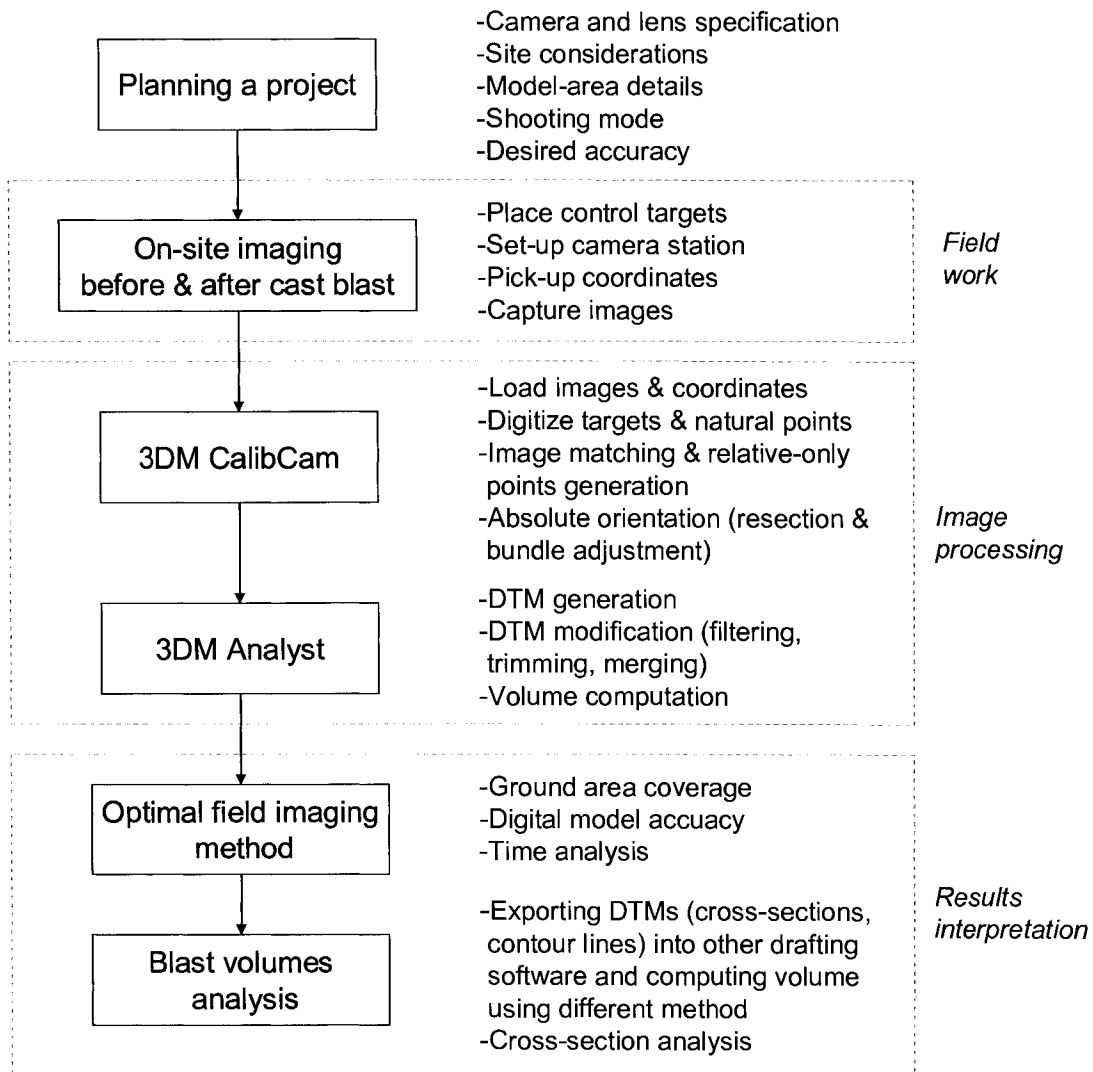 Planning a project
-Camera and lens specification
-Site considerations
-Model-area details
-Shooting mode
-Desired accuracy
On-site imaging
before & after cast blast
-Place control targets
-Set-up camera station
-Pick-up coordinates
-Capture images
Field
work
3DM CalibCam
-Load images & coordinates
-Digitize targets & natural points
-Image matching & relative-only
points generation
-Absolute orientation (resection &
bundle adjustment)
3DM Analyst
-DTM generation
-DTM modification (filtering,
trimming, merging)
-Volume computation
Image
processing
Optimal field imaging
method
-Ground area coverage
-Digital model accuacy
-Time analysis
Blast volumes
analysis
-Exporting DTMs (cross-sections,
contour lines) into other drafting
software and computing volume
using different method
-Cross-section analysis
Results
interpretation